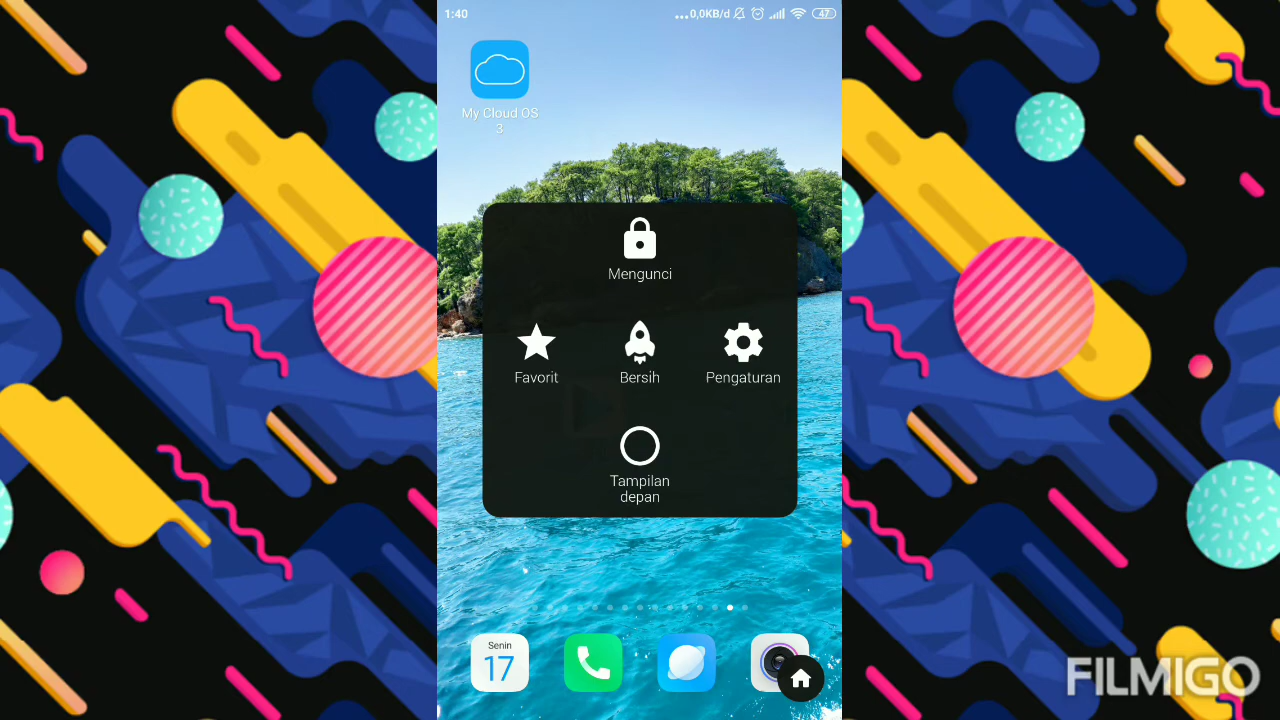 1:40
...0,0KB/d
47
My Cloud OS
3
Mengunci
Favorit
Bersih
Pengaturan
Tampilan
depan
Senin
17
FILMIGO